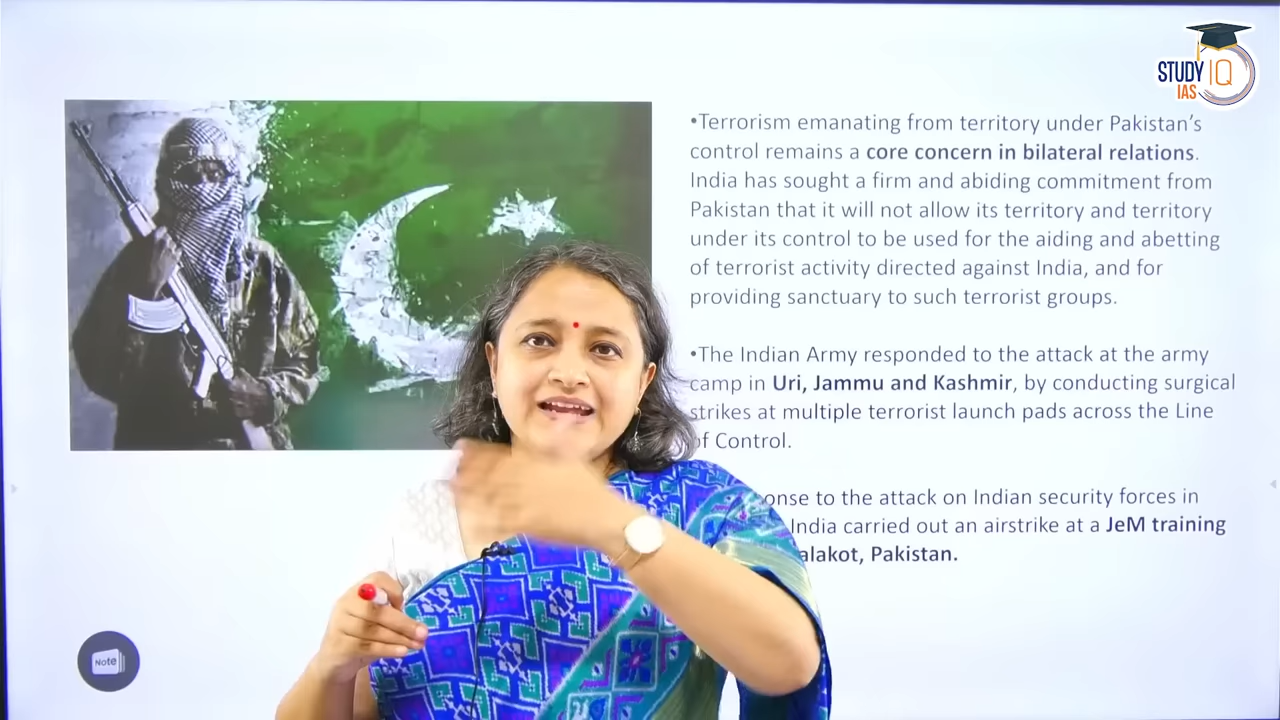 STUDY IQ
IAS
•Terrorism emanating from territory under Pakistan’s
control remains a core concern in bilateral relations.
India has sought a firm and abiding commitment from
Pakistan that it will not allow its territory and territory
under its control to be used for the aiding and abetting
of terrorist activity directed against India, and for
providing sanctuary to such terrorist groups.
•The Indian Army responded to the attack at the army
camp in Uri, Jammu and Kashmir, by conducting surgical
strikes at multiple terrorist launch pads across the Line
of Control.
onse to the attack on Indian security forces in
India carried out an airstrike at a JeM training
alakot, Pakistan.
Note